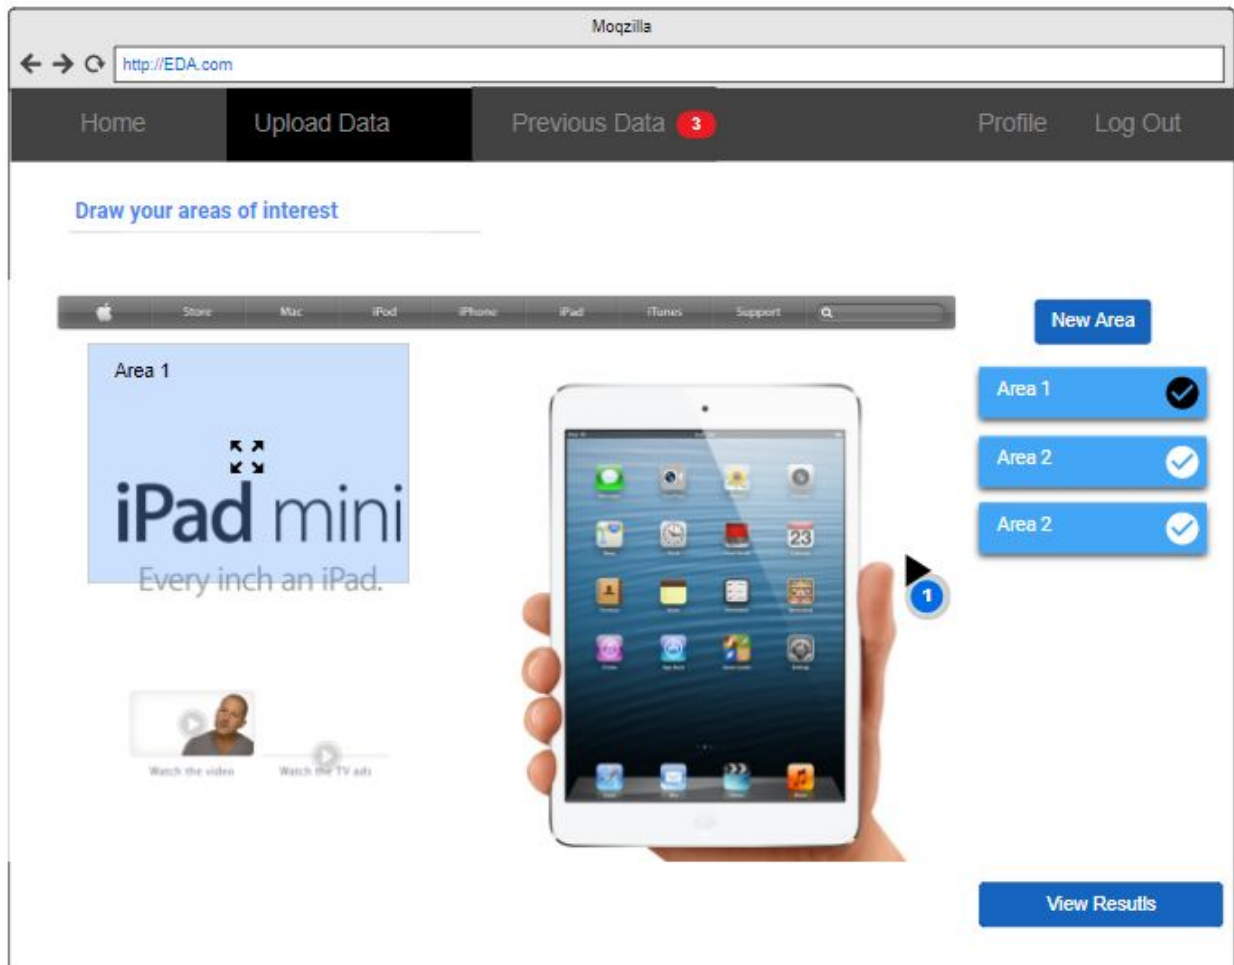 Moqzilla
http://EDA.com
Home Upload Data Previous Data 3 Profile Log Out
Draw your areas of interest
Store Mac iPod iPhone iPad iTunes Support
New Area
Area 1
Area 1
Area 2
Area 2
iPad mini
Every inch an iPad.
23
1
Watch the video Watch the TV ads
View Resutls